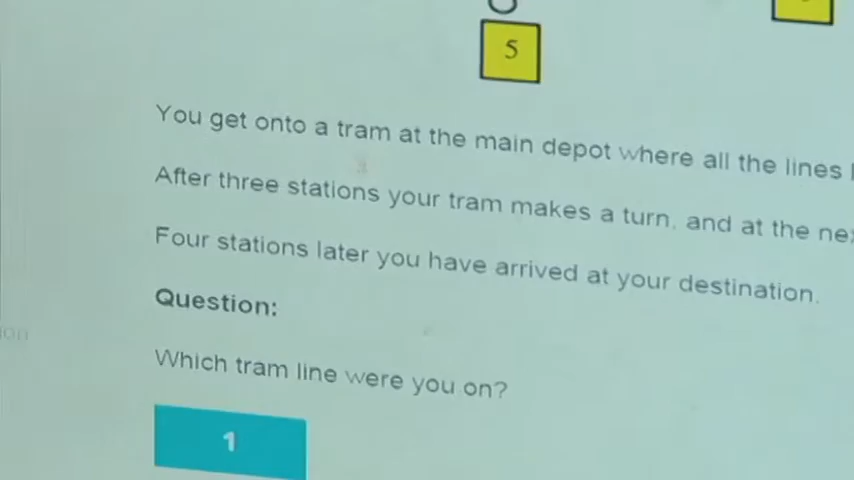 5
You get onto a tram at the main depot where all the lines
After three stations your tram makes a turn, and at the
Four stations later you have arrived at your destination.
Question:
Which tram line were you on?
1